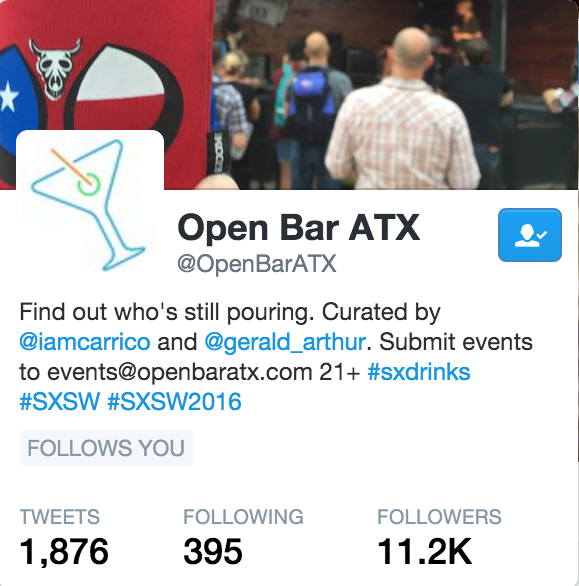 Open Bar ATX
@OpenBarATX
Find out who's still pouring. Curated by
@iamcarrico and @gerald_arthur. Submit events
to events@openbaratx.com 21+ #sxdrinks
#SXSW #SXSW2016
FOLLOWS YOU
TWEETS FOLLOWING FOLLOWERS
1,876 395 11.2K